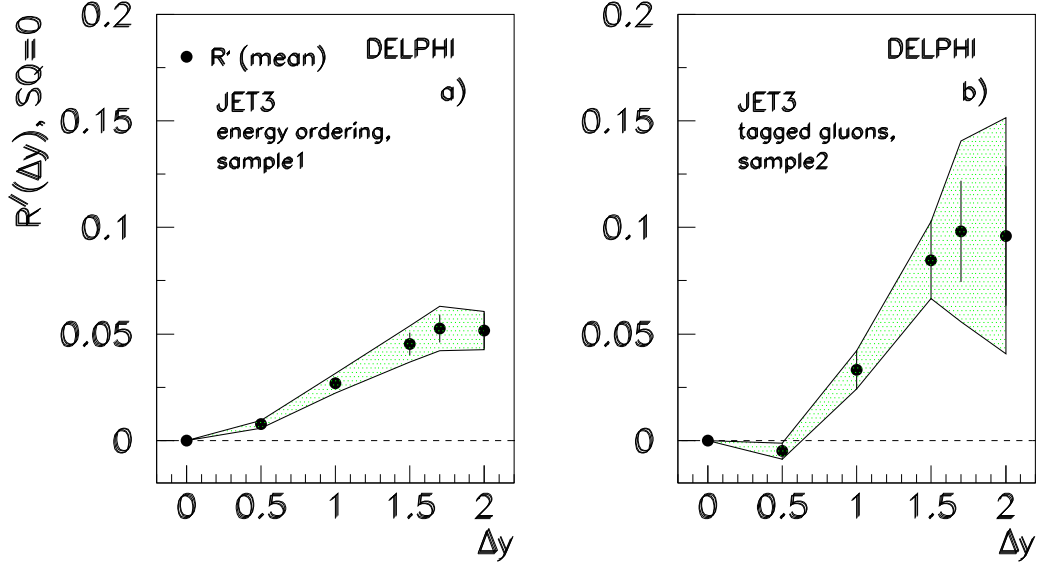 R''(Δy), SQ=0
0.2
0.15
0.1
0.05
0
R' (mean)
DELPHI
a)
JET3
energy ordering,
sample1
0 0.5 1 1.5 2
Δy
0.2
0.15
0.1
0.05
0
DELPHI
b)
JET3
tagged gluons,
sample2
0 0.5 1 1.5 2
Δy